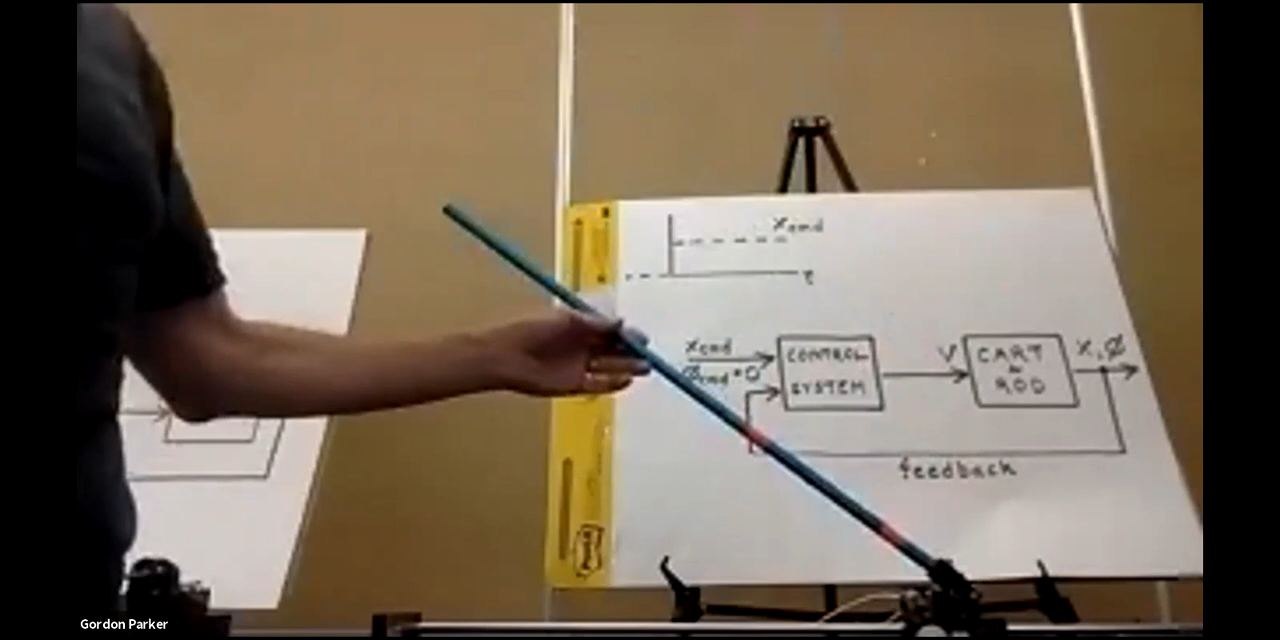 Xcmd
t
Xcmd
Øcmd=0
CONTROL
SYSTEM
V
CART
&
ROD
X, Ø
feedback
Gordon Parker